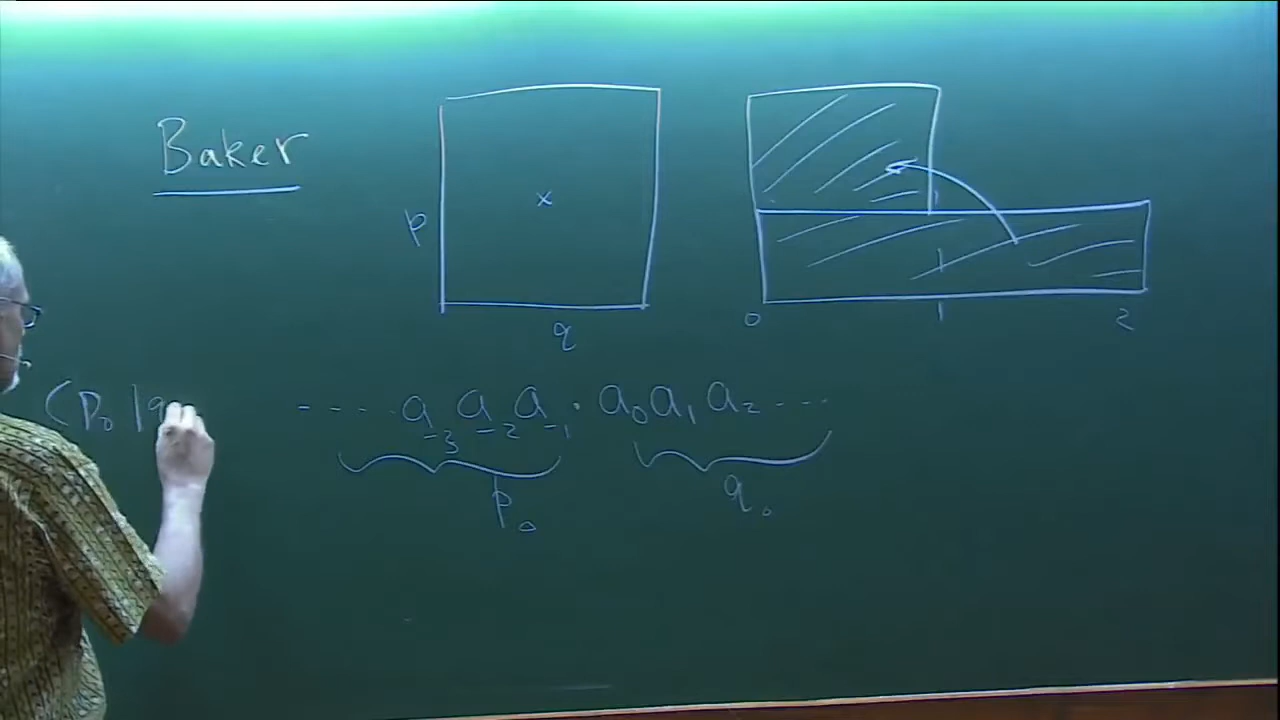 Baker
p
x
q
0 1 2
(p₀ | q
- - - · · a₋₃ a₋₂ a₋₁ . a₀ a₁ a₂ - - · · ·
p₀ q₀